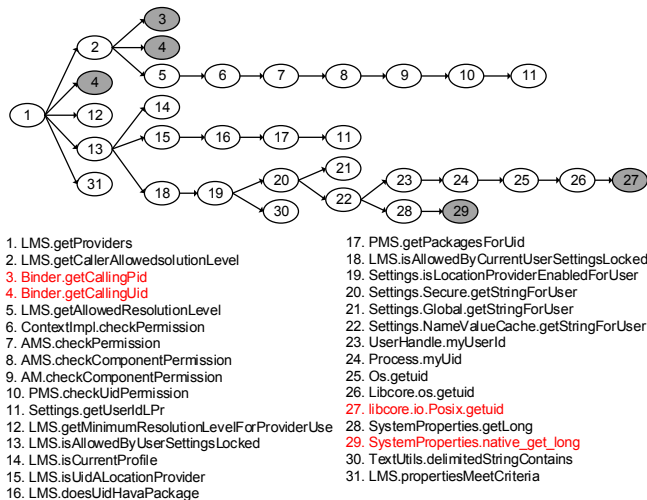 3
2
4
4
5
6
7
8
9
10
11
1
12
14
13
15
16
17
11
31
21
20
23
24
25
26
27
18
19
22
30
28
29
1. LMS.getProviders
2. LMS.getCallerAllowedsolutionLevel
3. Binder.getCallingPid
4. Binder.getCallingUid
5. LMS.getAllowedResolutionLevel
6. ContextImpl.checkPermission
7. AMS.checkPermission
8. AMS.checkComponentPermission
9. AM.checkComponentPermission
10. PMS.checkUidPermission
11. Settings.getUserIdLPr
12. LMS.getMinimumResolutionLevelForProviderUse
13. LMS.isAllowedByUserSettingsLocked
14. LMS.isCurrentProfile
15. LMS.isUidALocationProvider
16. LMS.doesUidHavaPackage
17. PMS.getPackagesForUid
18. LMS.isAllowedByCurrentUserSettingsLocked
19. Settings.isLocationProviderEnabledForUser
20. Settings.Secure.getStringForUser
21. Settings.Global.getStringForUser
22. Settings.NameValueCache.getStringForUser
23. UserHandle.myUserId
24. Process.myUid
25. Os.getuid
26. Libcore.os.getuid
27. libcore.io.Posix.getuid
28. SystemProperties.getLong
29. SystemProperties.native_get_long
30. TextUtils.delimitedStringContains
31. LMS.propertiesMeetCriteria